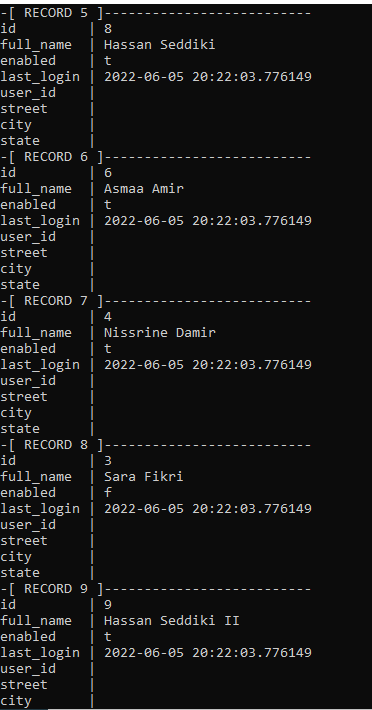 -[ RECORD 5 ]--------------------------
id         | 8
full_name  | Hassan Seddiki
enabled    | t
last_login | 2022-06-05 20:22:03.776149
user_id    |
street     |
city       |
state      |
-[ RECORD 6 ]--------------------------
id         | 6
full_name  | Asmaa Amir
enabled    | t
last_login | 2022-06-05 20:22:03.776149
user_id    |
street     |
city       |
state      |
-[ RECORD 7 ]--------------------------
id         | 4
full_name  | Nissrine Damir
enabled    | t
last_login | 2022-06-05 20:22:03.776149
user_id    |
street     |
city       |
state      |
-[ RECORD 8 ]--------------------------
id         | 3
full_name  | Sara Fikri
enabled    | f
last_login | 2022-06-05 20:22:03.776149
user_id    |
street     |
city       |
state      |
-[ RECORD 9 ]--------------------------
id         | 9
full_name  | Hassan Seddiki II
enabled    | t
last_login | 2022-06-05 20:22:03.776149
user_id    |
street     |
city       |